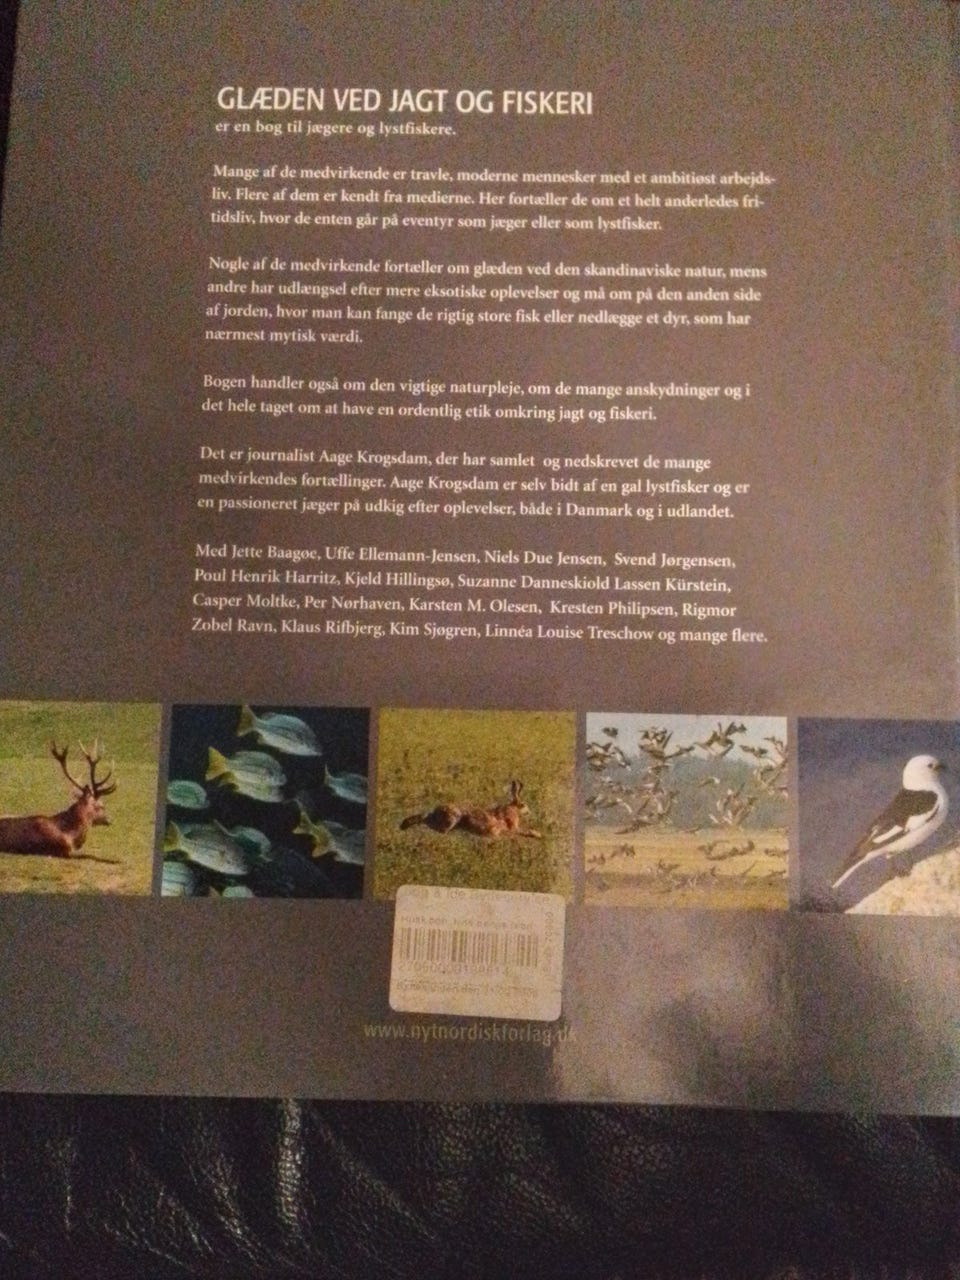 GLÆDEN VED JAGT OG FISKERI
er en bog til jægere og lystfiskere.
Mange af de medvirkende er travle, moderne mennesker med et ambitiøst arbejds-
liv. Flere af dem er kendt fra medierne. Her fortæller de om et helt anderledes fri-
tidsliv, hvor de enten går på eventyr som jæger eller som lystfisker.
Nogle af de medvirkende fortæller om glæden ved den skandinaviske natur, mens
andre har udlængsel efter mere eksotiske oplevelser og må om på den anden side
af jorden, hvor man kan fange de rigtig store fisk eller nedlægge et dyr, som har
nærmest mytisk værdi.
Bogen handler også om den vigtige naturpleje, om de mange anskydninger og i
det hele taget om at have en ordentlig etik omkring jagt og fiskeri.
Det er journalist Aage Krogsdam, der har samlet og nedskrevet de mange
medvirkendes fortællinger. Aage Krogsdam er selv bidt af en gal lystfisker og er
en passioneret jæger på udkig efter oplevelser, både i Danmark og i udlandet.
Med Jette Baagøe, Uffe Ellemann-Jensen, Niels Due Jensen, Svend Jørgensen,
Poul Henrik Harritz, Kjeld Hillingsø, Suzanne Danneskiold Lassen Kürstein,
Casper Moltke, Per Nørhaven, Karsten M. Olesen, Kresten Philipsen, Rigmor
Zobel Ravn, Klaus Rifbjerg, Kim Sjøgren, Linnéa Louise Treschow og mange flere.
www.nytnordiskforlag.dk